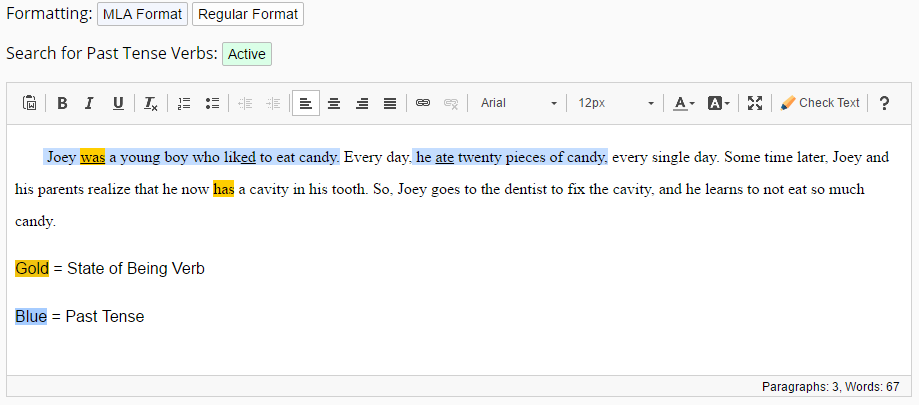 Formatting: MLA Format Regular Format
Search for Past Tense Verbs: Active
B I U Tx Arial 12px A A Check Text ?
Joey was a young boy who liked to eat candy. Every day, he ate twenty pieces of candy, every single day. Some time later, Joey and
his parents realize that he now has a cavity in his tooth. So, Joey goes to the dentist to fix the cavity, and he learns to not eat so much
candy.
Gold = State of Being Verb
Blue = Past Tense
Paragraphs: 3, Words: 67